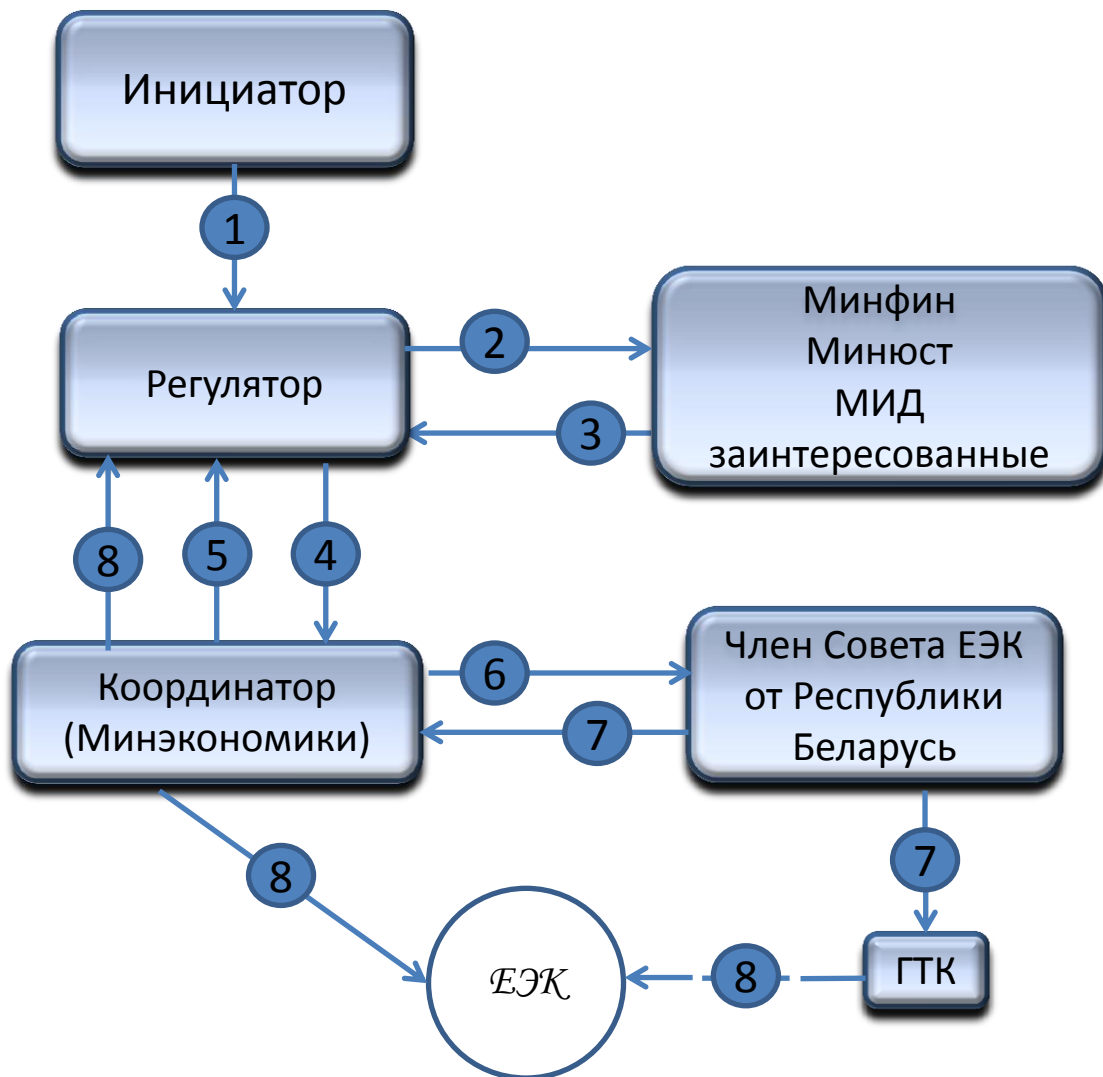 Инициатор
1
Регулятор
2
3
Минфин
Минюст
МИД
заинтересованные
8
5
4
Координатор
(Минэкономики)
6
7
Член Совета ЕЭК
от Республики
Беларусь
7
8
ЕЭК
8
ГТК